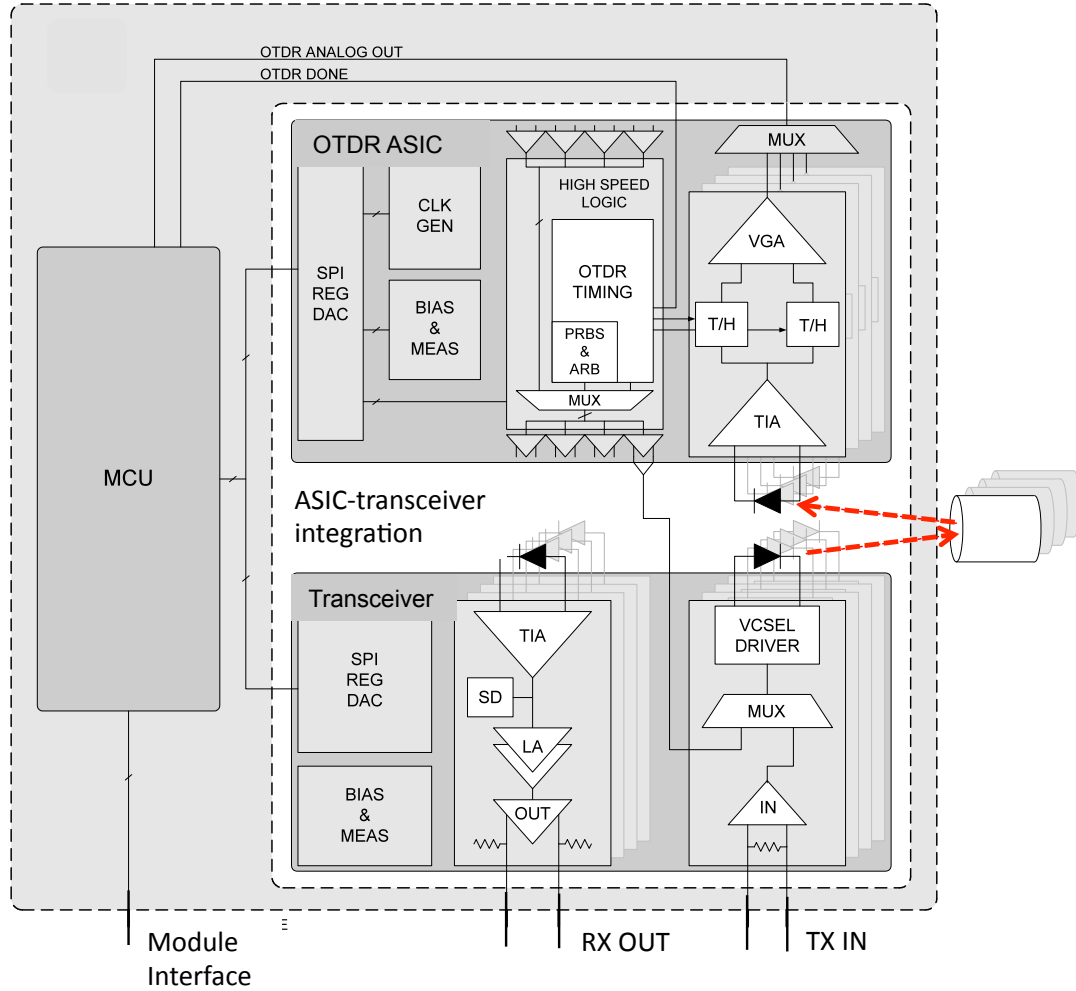 OTDR ANALOG OUT
OTDR DONE
OTDR ASIC
MUX
HIGH SPEED
LOGIC
CLK
GEN
VGA
SPI
REG
DAC
OTDR
TIMING
BIAS
&
MEAS
T/H
T/H
PRBS
&
ARB
MUX
TIA
MCU
ASIC-transceiver
integration
Transceiver
TIA
VCSEL
DRIVER
SPI
REG
DAC
SD
MUX
LA
BIAS
&
MEAS
OUT
IN
Module
Interface
RX OUT
TX IN